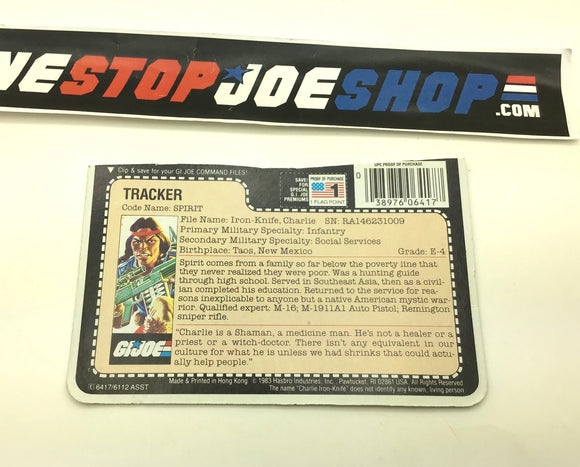 NESTOPJOESHOP
.COM
▼ Clip & save for your G.I. JOE COMMAND FILES!
SAVE!
FOR
SPECIAL
G.I. JOE
PREMIUMS
PROOF OF PURCHASE
1
1 FLAG POINT
UPC PROOF OF PURCHASE
0
38976 06417
TRACKER
Code Name: SPIRIT
File Name: Iron-Knife, Charlie SN: RA146231009
Primary Military Specialty: Infantry
Secondary Military Specialty: Social Services
Birthplace: Taos, New Mexico Grade: E-4
Spirit comes from a family so far below the poverty line that
they never realized they were poor. Was a hunting guide
through high school. Served in Southeast Asia, then as a civil-
ian completed his education. Returned to the service for rea-
sons inexplicable to anyone but a native American mystic war-
rior. Qualified expert: M-16; M-1911A1 Auto Pistol; Remington
sniper rifle.
"Charlie is a Shaman, a medicine man. He's not a healer or a
priest or a witch-doctor. There isn't any equivalent in our
culture for what he is unless we had shrinks that could actu-
ally help people."
GI JOE
Made & Printed in Hong Kong © 1983 Hasbro Industries, Inc. Pawtucket, RI 02861 USA. All Rights Reserved
The name "Charlie Iron-Knife" does not identify any known, living person
© 6417/6112 ASST